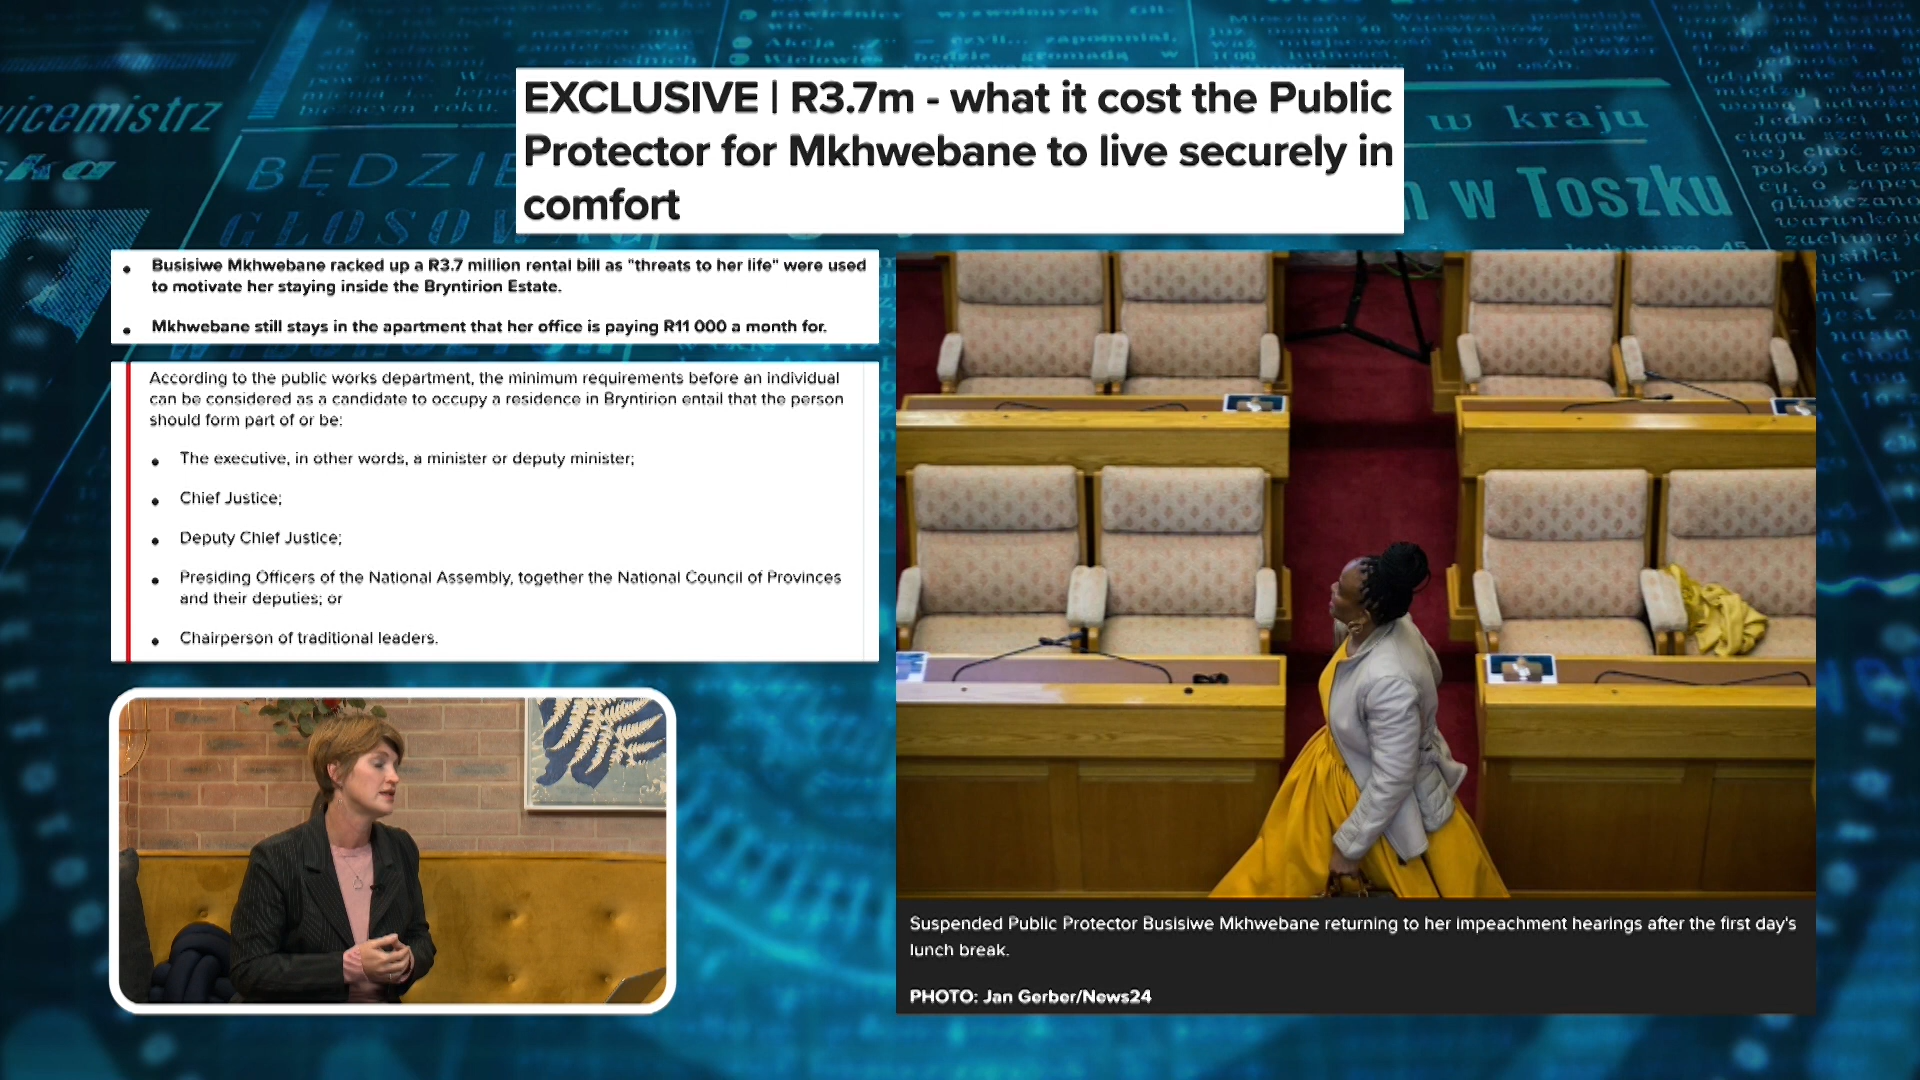 EXCLUSIVE | R3.7m - what it cost the Public
Protector for Mkhwebane to live securely in
comfort
Busisiwe Mkhwebane racked up a R3.7 million rental bill as "threats to her life" were used
to motivate her staying inside the Bryntirion Estate.
Mkhwebane still stays in the apartment that her office is paying R11 000 a month for.
According to the public works department, the minimum requirements before an individual
can be considered as a candidate to occupy a residence in Bryntirion entail that the person
should form part of or be:
The executive, in other words, a minister or deputy minister;
Chief Justice;
Deputy Chief Justice;
Presiding Officers of the National Assembly, together the National Council of Provinces
and their deputies; or
Chairperson of traditional leaders.
Suspended Public Protector Busisiwe Mkhwebane returning to her impeachment hearings after the first day's
lunch break.
PHOTO: Jan Gerber/News24
vicemistrz
BĘDZIE
w kraju
w Toszku